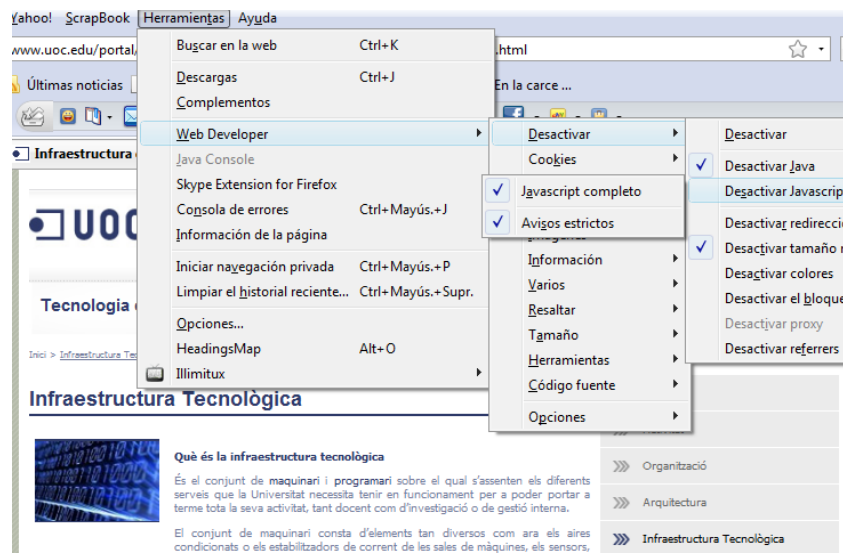 Yahoo! ScrapBook Herramientas Ayuda
www.uoc.edu/portal/
.html
Últimas noticias
En la carce ...
Buscar en la web Ctrl+K
Descargas Ctrl+J
Complementos
Web Developer
Java Console
Skype Extension for Firefox
Consola de errores Ctrl+Mayús.+J
Información de la página
Iniciar navegación privada Ctrl+Mayús.+P
Limpiar el historial reciente... Ctrl+Mayús.+Supr.
Opciones...
HeadingsMap Alt+O
Illimitux
Desactivar
Cookies
Javascript completo
Avisos estrictos
Información
Varios
Resaltar
Tamaño
Herramientas
Código fuente
Opciones
Desactivar
Desactivar Java
Desactivar Javascrip
Desactivar redirecci
Desactivar tamaño
Desactivar colores
Desactivar el bloque
Desactivar proxy
Desactivar referrers
Infraestructura
UOC
Tecnologia
Inici > Infraestructura Te
Infraestructura Tecnològica
Què és la infraestructura tecnològica
És el conjunt de maquinari i programari sobre el qual s'assenten els diferents
serveis que la Universitat necessita tenir en funcionament per a poder portar a
terme tota la seva activitat, tant docent com d'investigació o de gestió interna.
El conjunt de maquinari consta d'elements tan diversos com ara els aires
condicionats o els estabilitzadors de corrent de les sales de màquines, els sensors,
Organització
Arquitectura
Infraestructura Tecnològica